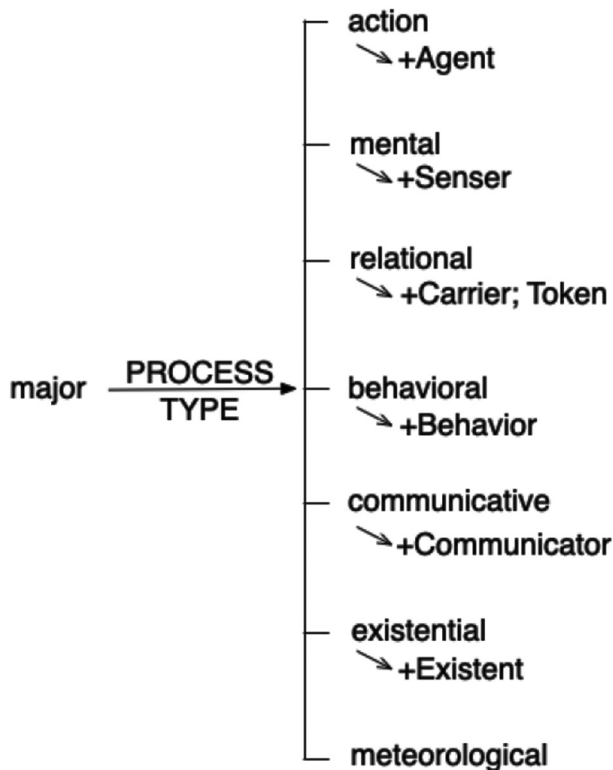 action
+Agent
mental
+Senser
relational
+Carrier; Token
major
PROCESS
TYPE
behavioral
+Behavior
communicative
+Communicator
existential
+Existent
meteorological